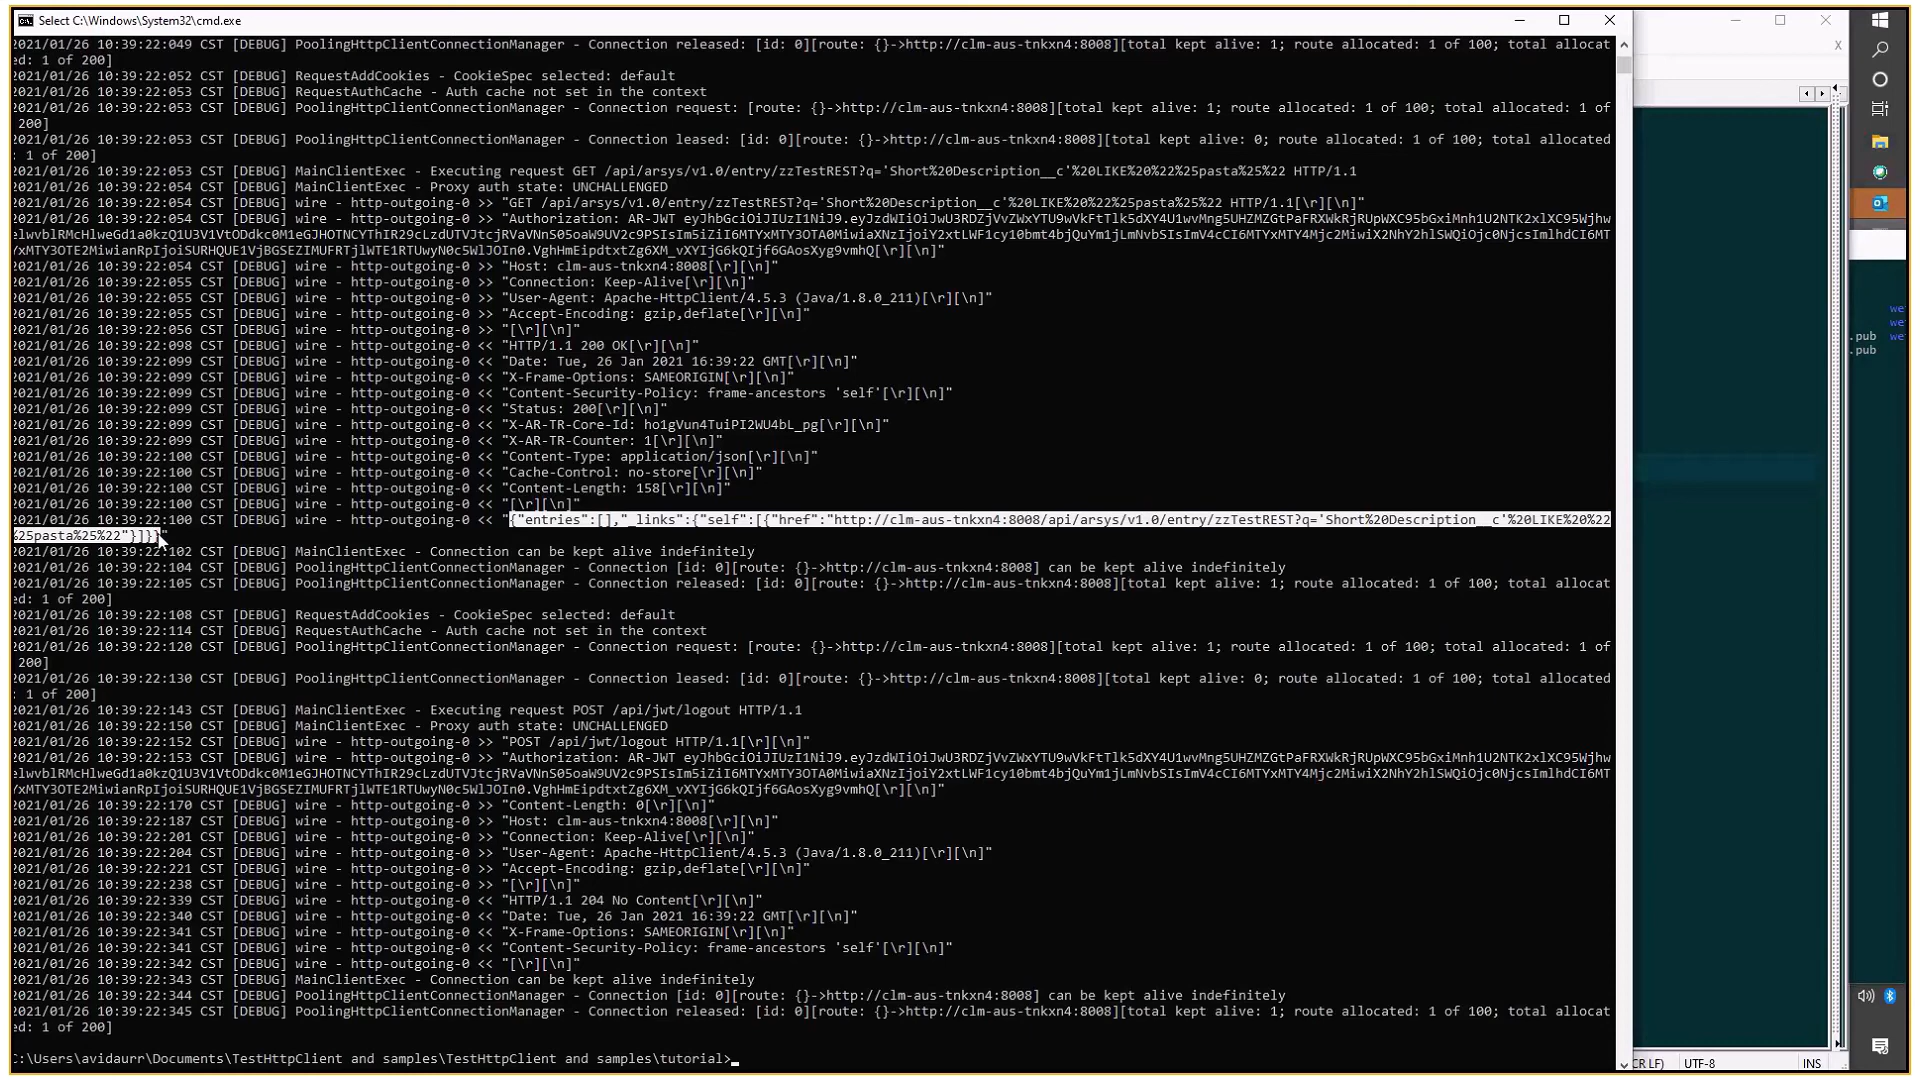 Select C:\Windows\System32\cmd.exe
2021/01/26 10:39:22:049 CST [DEBUG] PoolingHttpClientConnectionManager - Connection released: [id: 0][route: {}->http://clm-aus-tnkxn4:8008][total kept alive: 1; route allocated: 1 of 100; total allocat
ed: 1 of 200]
2021/01/26 10:39:22:052 CST [DEBUG] RequestAddCookies - CookieSpec selected: default
2021/01/26 10:39:22:053 CST [DEBUG] RequestAuthCache - Auth cache not set in the context
2021/01/26 10:39:22:053 CST [DEBUG] PoolingHttpClientConnectionManager - Connection request: [route: {}->http://clm-aus-tnkxn4:8008][total kept alive: 1; route allocated: 1 of 100; total allocated: 1 of
200]
2021/01/26 10:39:22:053 CST [DEBUG] PoolingHttpClientConnectionManager - Connection leased: [id: 0][route: {}->http://clm-aus-tnkxn4:8008][total kept alive: 0; route allocated: 1 of 100; total allocated
: 1 of 200]
2021/01/26 10:39:22:053 CST [DEBUG] MainClientExec - Executing request GET /api/arsys/v1.0/entry/zzTestREST?q='Short%20Description__c'%20LIKE%20%22%25pasta%25%22 HTTP/1.1
2021/01/26 10:39:22:054 CST [DEBUG] MainClientExec - Proxy auth state: UNCHALLENGED
2021/01/26 10:39:22:054 CST [DEBUG] wire - http-outgoing-0 >> "GET /api/arsys/v1.0/entry/zzTestREST?q='Short%20Description__c'%20LIKE%20%22%25pasta%25%22 HTTP/1.1[\r][\n]"
2021/01/26 10:39:22:054 CST [DEBUG] wire - http-outgoing-0 >> "Authorization: AR-JWT
2021/01/26 10:39:22:054 CST [DEBUG] wire - http-outgoing-0 >> "Host: clm-aus-tnkxn4:8008[\r][\n]"
2021/01/26 10:39:22:055 CST [DEBUG] wire - http-outgoing-0 >> "Connection: Keep-Alive[\r][\n]"
2021/01/26 10:39:22:055 CST [DEBUG] wire - http-outgoing-0 >> "User-Agent: Apache-HttpClient/4.5.3 (Java/1.8.0_211)[\r][\n]"
2021/01/26 10:39:22:055 CST [DEBUG] wire - http-outgoing-0 >> "Accept-Encoding: gzip,deflate[\r][\n]"
2021/01/26 10:39:22:056 CST [DEBUG] wire - http-outgoing-0 >> "[\r][\n]"
2021/01/26 10:39:22:098 CST [DEBUG] wire - http-outgoing-0 << "HTTP/1.1 200 OK[\r][\n]"
2021/01/26 10:39:22:099 CST [DEBUG] wire - http-outgoing-0 << "Date: Tue, 26 Jan 2021 16:39:22 GMT[\r][\n]"
2021/01/26 10:39:22:099 CST [DEBUG] wire - http-outgoing-0 << "X-Frame-Options: SAMEORIGIN[\r][\n]"
2021/01/26 10:39:22:099 CST [DEBUG] wire - http-outgoing-0 << "Content-Security-Policy: frame-ancestors 'self'[\r][\n]"
2021/01/26 10:39:22:099 CST [DEBUG] wire - http-outgoing-0 << "Status: 200[\r][\n]"
2021/01/26 10:39:22:099 CST [DEBUG] wire - http-outgoing-0 << "X-AR-TR-Core-Id: ho1gVun4TuiPI2WU4bL_pg[\r][\n]"
2021/01/26 10:39:22:099 CST [DEBUG] wire - http-outgoing-0 << "X-AR-TR-Counter: 1[\r][\n]"
2021/01/26 10:39:22:100 CST [DEBUG] wire - http-outgoing-0 << "Content-Type: application/json[\r][\n]"
2021/01/26 10:39:22:100 CST [DEBUG] wire - http-outgoing-0 << "Cache-Control: no-store[\r][\n]"
2021/01/26 10:39:22:100 CST [DEBUG] wire - http-outgoing-0 << "Content-Length: 158[\r][\n]"
2021/01/26 10:39:22:100 CST [DEBUG] wire - http-outgoing-0 << "[\r][\n]"
2021/01/26 10:39:22:100 CST [DEBUG] wire - http-outgoing-0 << "{"entries":[],"_links":{"self":[{"href":"http://clm-aus-tnkxn4:8008/api/arsys/v1.0/entry/zzTestREST?q='Short%20Description__c'%20LIKE%20%22
%25pasta%25%22"}]}}"
2021/01/26 10:39:22:102 CST [DEBUG] MainClientExec - Connection can be kept alive indefinitely
2021/01/26 10:39:22:104 CST [DEBUG] PoolingHttpClientConnectionManager - Connection [id: 0][route: {}->http://clm-aus-tnkxn4:8008] can be kept alive indefinitely
2021/01/26 10:39:22:105 CST [DEBUG] PoolingHttpClientConnectionManager - Connection released: [id: 0][route: {}->http://clm-aus-tnkxn4:8008][total kept alive: 1; route allocated: 1 of 100; total allocat
ed: 1 of 200]
2021/01/26 10:39:22:108 CST [DEBUG] RequestAddCookies - CookieSpec selected: default
2021/01/26 10:39:22:114 CST [DEBUG] RequestAuthCache - Auth cache not set in the context
2021/01/26 10:39:22:120 CST [DEBUG] PoolingHttpClientConnectionManager - Connection request: [route: {}->http://clm-aus-tnkxn4:8008][total kept alive: 1; route allocated: 1 of 100; total allocated: 1 of
200]
2021/01/26 10:39:22:130 CST [DEBUG] PoolingHttpClientConnectionManager - Connection leased: [id: 0][route: {}->http://clm-aus-tnkxn4:8008][total kept alive: 0; route allocated: 1 of 100; total allocated
: 1 of 200]
2021/01/26 10:39:22:143 CST [DEBUG] MainClientExec - Executing request POST /api/jwt/logout HTTP/1.1
2021/01/26 10:39:22:150 CST [DEBUG] MainClientExec - Proxy auth state: UNCHALLENGED
2021/01/26 10:39:22:152 CST [DEBUG] wire - http-outgoing-0 >> "POST /api/jwt/logout HTTP/1.1[\r][\n]"
2021/01/26 10:39:22:153 CST [DEBUG] wire - http-outgoing-0 >> "Authorization: AR-JWT
2021/01/26 10:39:22:170 CST [DEBUG] wire - http-outgoing-0 >> "Content-Length: 0[\r][\n]"
2021/01/26 10:39:22:187 CST [DEBUG] wire - http-outgoing-0 >> "Host: clm-aus-tnkxn4:8008[\r][\n]"
2021/01/26 10:39:22:201 CST [DEBUG] wire - http-outgoing-0 >> "Connection: Keep-Alive[\r][\n]"
2021/01/26 10:39:22:204 CST [DEBUG] wire - http-outgoing-0 >> "User-Agent: Apache-HttpClient/4.5.3 (Java/1.8.0_211)[\r][\n]"
2021/01/26 10:39:22:221 CST [DEBUG] wire - http-outgoing-0 >> "Accept-Encoding: gzip,deflate[\r][\n]"
2021/01/26 10:39:22:238 CST [DEBUG] wire - http-outgoing-0 >> "[\r][\n]"
2021/01/26 10:39:22:339 CST [DEBUG] wire - http-outgoing-0 << "HTTP/1.1 204 No Content[\r][\n]"
2021/01/26 10:39:22:340 CST [DEBUG] wire - http-outgoing-0 << "Date: Tue, 26 Jan 2021 16:39:22 GMT[\r][\n]"
2021/01/26 10:39:22:341 CST [DEBUG] wire - http-outgoing-0 << "X-Frame-Options: SAMEORIGIN[\r][\n]"
2021/01/26 10:39:22:341 CST [DEBUG] wire - http-outgoing-0 << "Content-Security-Policy: frame-ancestors 'self'[\r][\n]"
2021/01/26 10:39:22:342 CST [DEBUG] wire - http-outgoing-0 << "[\r][\n]"
2021/01/26 10:39:22:343 CST [DEBUG] MainClientExec - Connection can be kept alive indefinitely
2021/01/26 10:39:22:344 CST [DEBUG] PoolingHttpClientConnectionManager - Connection [id: 0][route: {}->http://clm-aus-tnkxn4:8008] can be kept alive indefinitely
2021/01/26 10:39:22:345 CST [DEBUG] PoolingHttpClientConnectionManager - Connection released: [id: 0][route: {}->http://clm-aus-tnkxn4:8008][total kept alive: 1; route allocated: 1 of 100; total allocat
ed: 1 of 200]
C:\Users\avidaurr\Documents\TestHttpClient and samples\TestHttpClient and samples\tutorial>
we
we
.pub we
.pub
CR LF) UTF-8 INS